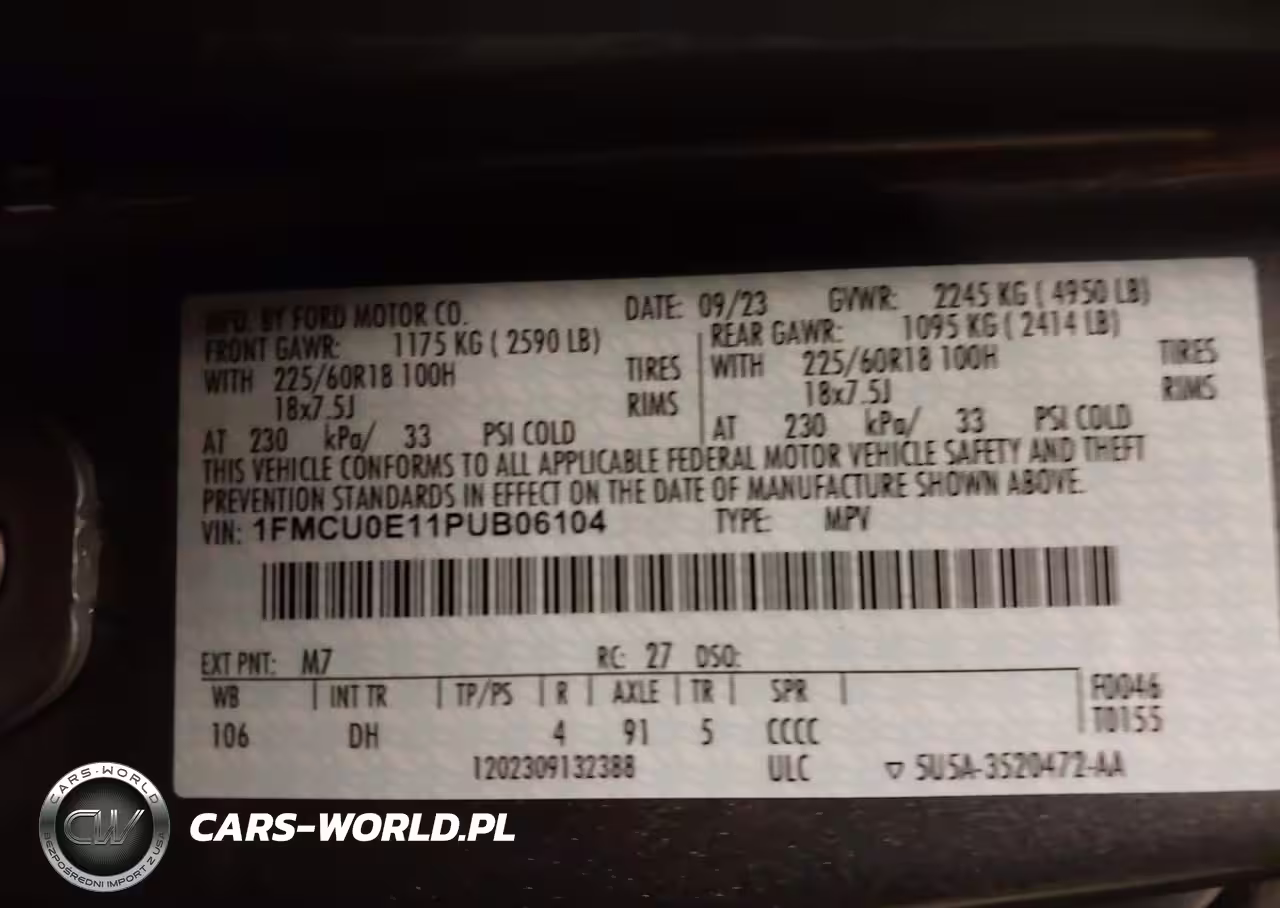 MFD. BY FORD MOTOR CO. DATE: 09/23 GVWR: 2245 KG ( 4950 LB)
FRONT GAWR: 1175 KG ( 2590 LB) REAR GAWR: 1095 KG ( 2414 LB)
WITH 225/60R18 100H TIRES WITH 225/60R18 100H TIRES
18x7.5J RIMS 18x7.5J RIMS
AT 230 kPa/ 33 PSI COLD AT 230 kPa/ 33 PSI COLD
THIS VEHICLE CONFORMS TO ALL APPLICABLE FEDERAL MOTOR VEHICLE SAFETY AND THEFT
PREVENTION STANDARDS IN EFFECT ON THE DATE OF MANUFACTURE SHOWN ABOVE.
VIN: 1FMCU0E11PUB06104 TYPE: MPV
EXT PNT: M7 RC: 27 DSO:
WB INT TR TP/PS R AXLE TR SPR F0046
106 DH 4 91 5 CCCC T0155
1202309132388 ULC ▽ 5U5A-3520472-AA
CARS-WORLD
CW
BEZPOŚREDNI IMPORT Z USA
CARS-WORLD.PL